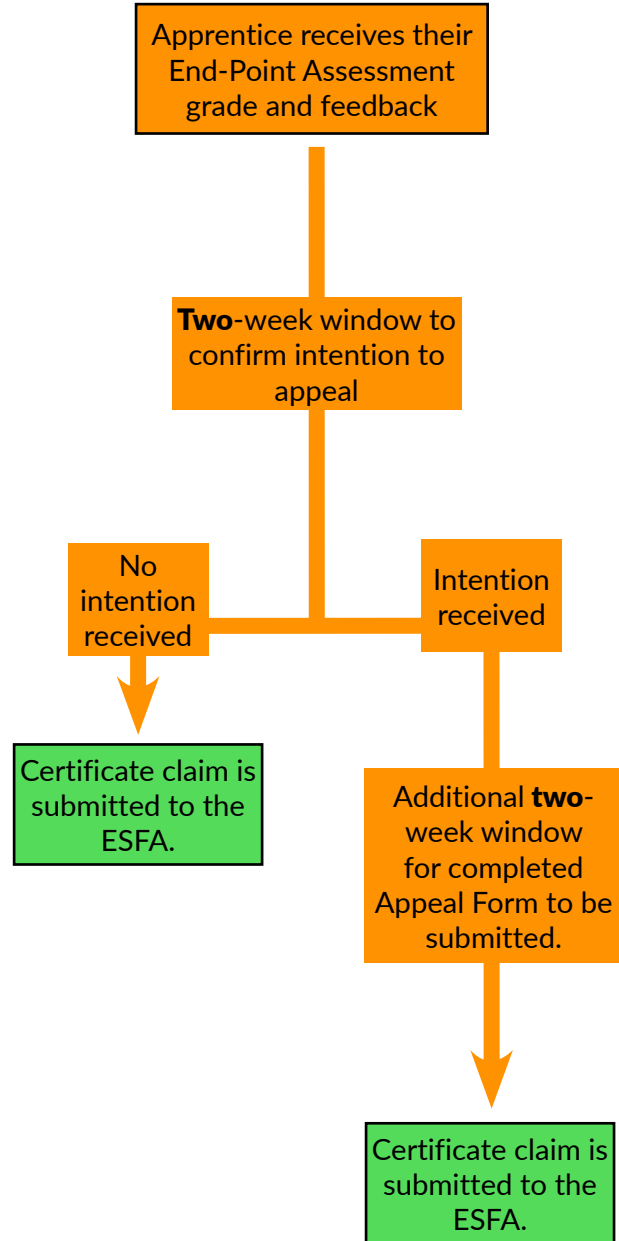 Apprentice receives their
End-Point Assessment
grade and feedback
Two-week window to
confirm intention to
appeal
No
intention
received
Intention
received
Certificate claim is
submitted to the
ESFA.
Additional two-
week window
for completed
Appeal Form to be
submitted.
Certificate claim is
submitted to the
ESFA.